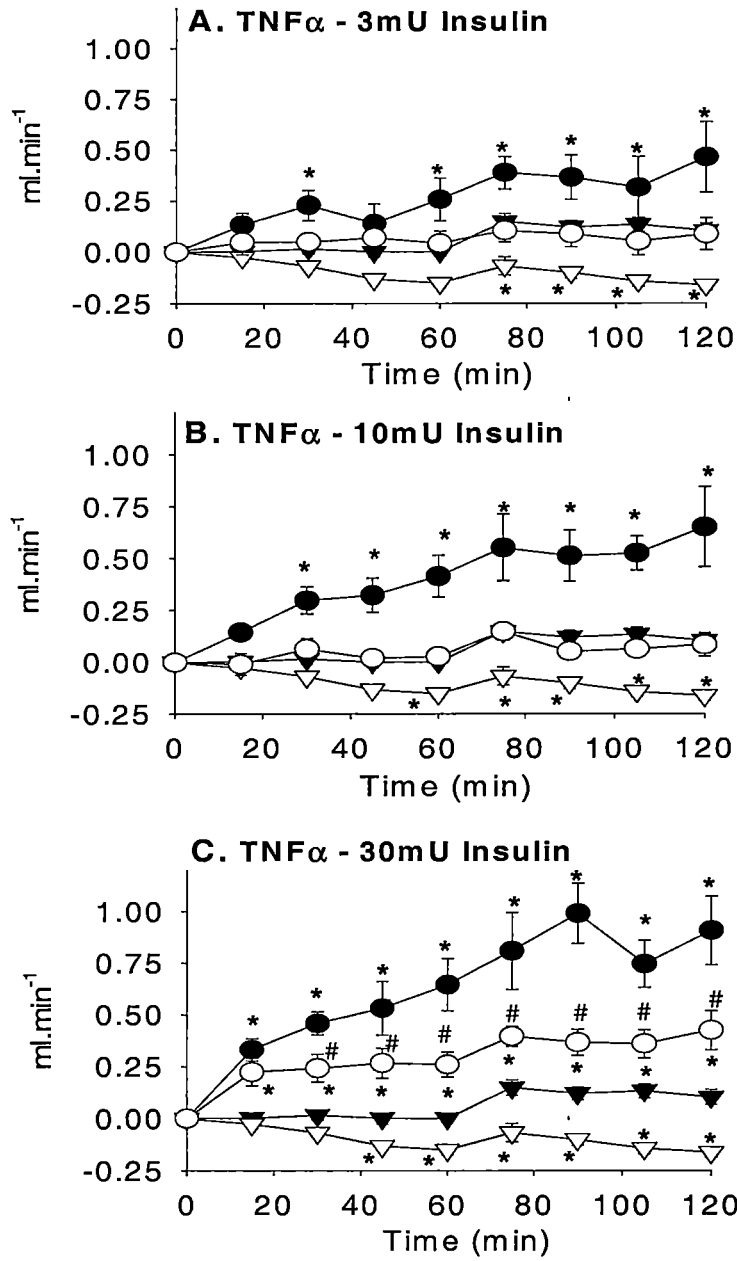 A. TNFα - 3mU Insulin
1.00
0.75
0.50
0.25
0.00
-0.25
ml.min-1
* * * * * * *
* * * *
0 20 40 60 80 100 120
Time (min)
B. TNFα - 10mU Insulin
1.00
0.75
0.50
0.25
0.00
-0.25
ml.min-1
* * * * * * *
* * * * *
0 20 40 60 80 100 120
Time (min)
C. TNFα - 30mU Insulin
1.00
0.75
0.50
0.25
0.00
-0.25
ml.min-1
* * * * * * * *
# # # # # # #
* * * * * * * *
* * * * * *
0 20 40 60 80 100 120
Time (min)